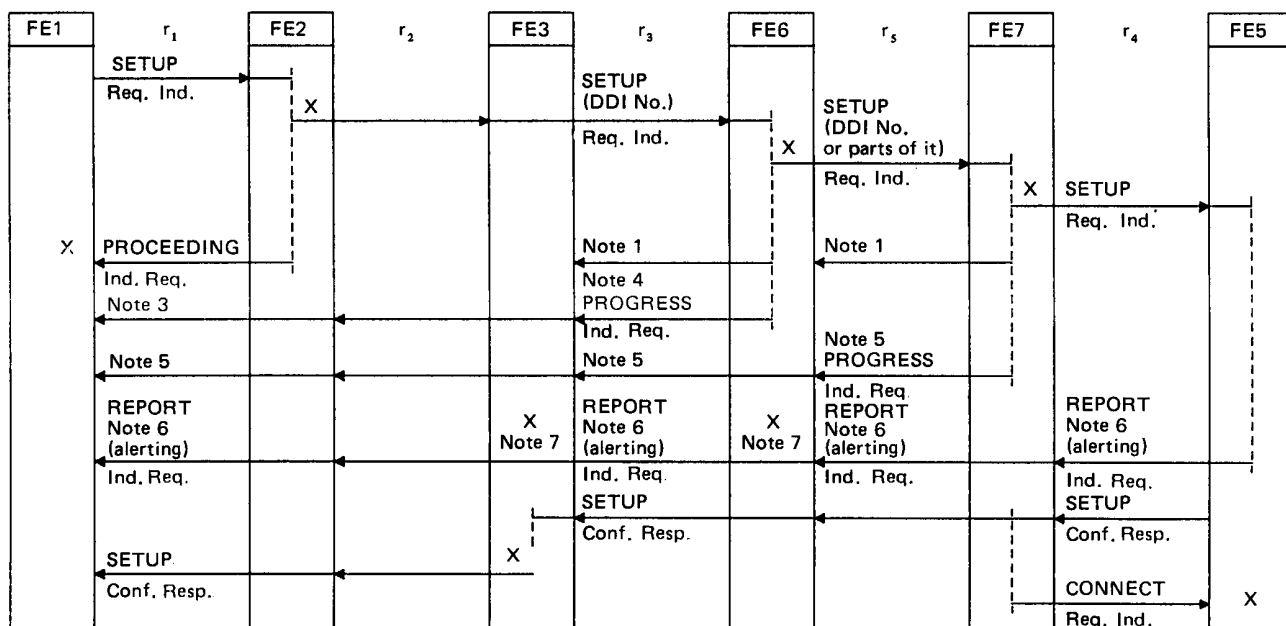 FE1 r₁ FE2 r₂ FE3 r₃ FE6 r₅ FE7 r₄ FE5
SETUP
Req. Ind.
X
SETUP
(DDI No.)
Req. Ind.
X
SETUP
(DDI No.
or parts of it)
Req. Ind.
X
SETUP
Req. Ind.
X
PROCEEDING
Ind. Req.
Note 1
Note 1
Note 3
Note 4
PROGRESS
Ind. Req.
Note 5
Note 5
Note 5
PROGRESS
Ind. Req.
REPORT
Note 6
(alerting)
Ind. Req.
X
Note 7
REPORT
Note 6
(alerting)
Ind. Req.
X
Note 7
REPORT
Note 6
(alerting)
Ind. Req.
REPORT
Note 6
(alerting)
Ind. Req.
SETUP
Conf. Resp.
SETUP
Conf. Resp.
X
SETUP
Conf. Resp.
CONNECT
Req. Ind.
X